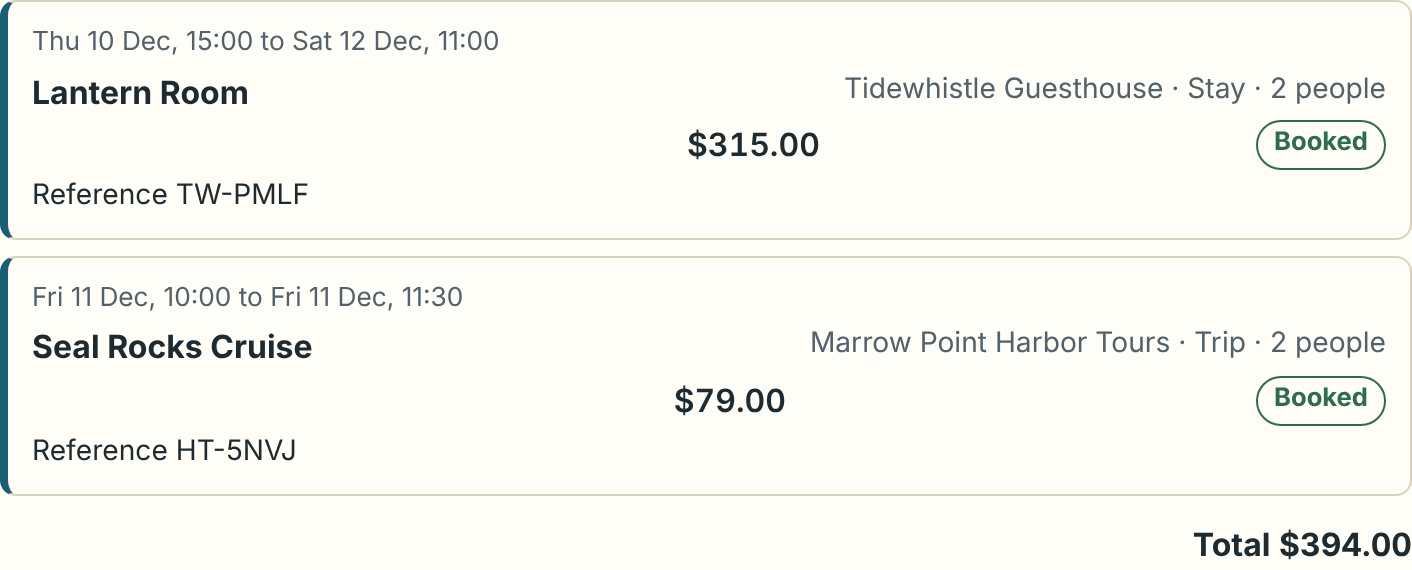 Thu 10 Dec, 15:00 to Sat 12 Dec, 11:00
Lantern Room
Tidewhistle Guesthouse · Stay · 2 people
$315.00
Booked
Reference TW-PMLF
Fri 11 Dec, 10:00 to Fri 11 Dec, 11:30
Seal Rocks Cruise
Marrow Point Harbor Tours · Trip · 2 people
$79.00
Booked
Reference HT-5NVJ
Total $394.00